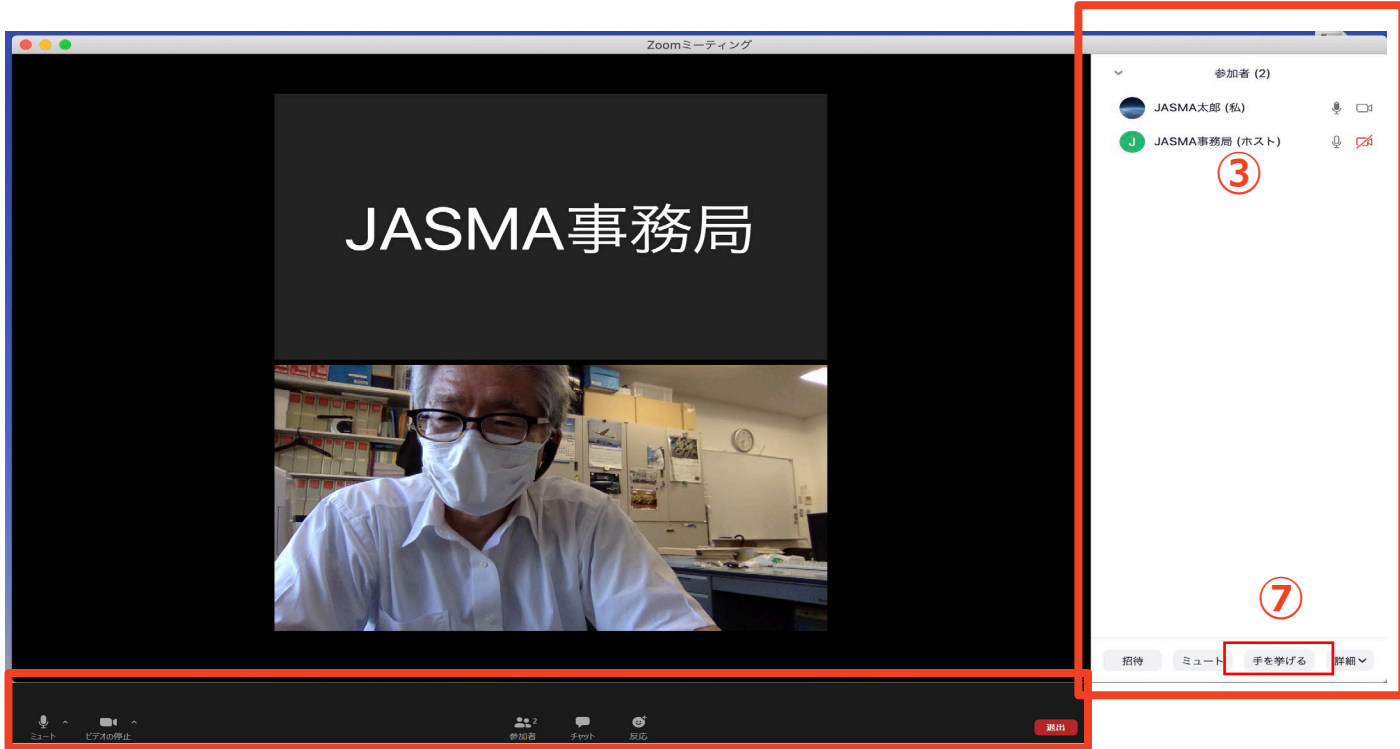 Zoomミーティング
JASMA事務局
参加者 (2)
JASMA太郎 (私)
J JASMA事務局 (ホスト)
③
⑦
招待 ミュート 手を挙げる 詳細
ミュート ビデオの停止 2 参加者 チャット 反応 退出